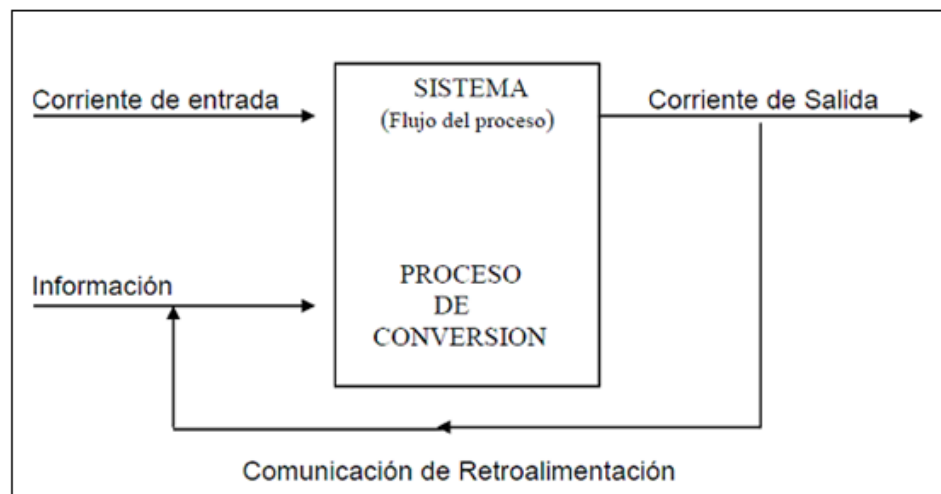 SISTEMA
(Flujo del proceso)
Corriente de entrada
Corriente de Salida
Información
PROCESO
DE
CONVERSION
Comunicación de Retroalimentación